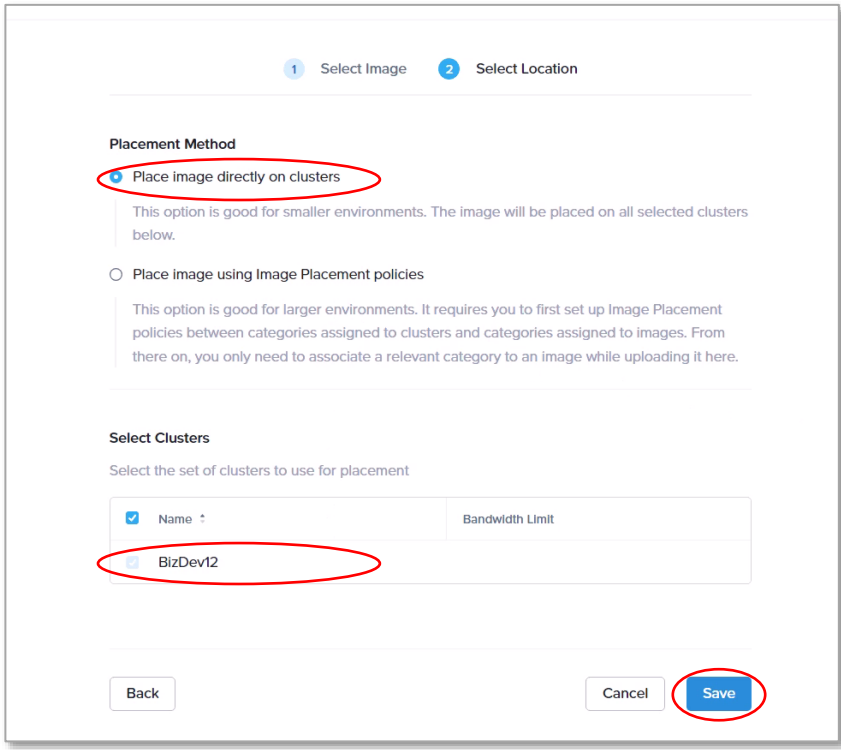 1 Select Image 2 Select Location
Placement Method
Place image directly on clusters
This option is good for smaller environments. The image will be placed on all selected clusters
below.
Place image using Image Placement policies
This option is good for larger environments. It requires you to first set up Image Placement
policies between categories assigned to clusters and categories assigned to images. From
there on, you only need to associate a relevant category to an image while uploading it here.
Select Clusters
Select the set of clusters to use for placement
Name Bandwidth Limit
BizDev12
Back Cancel Save